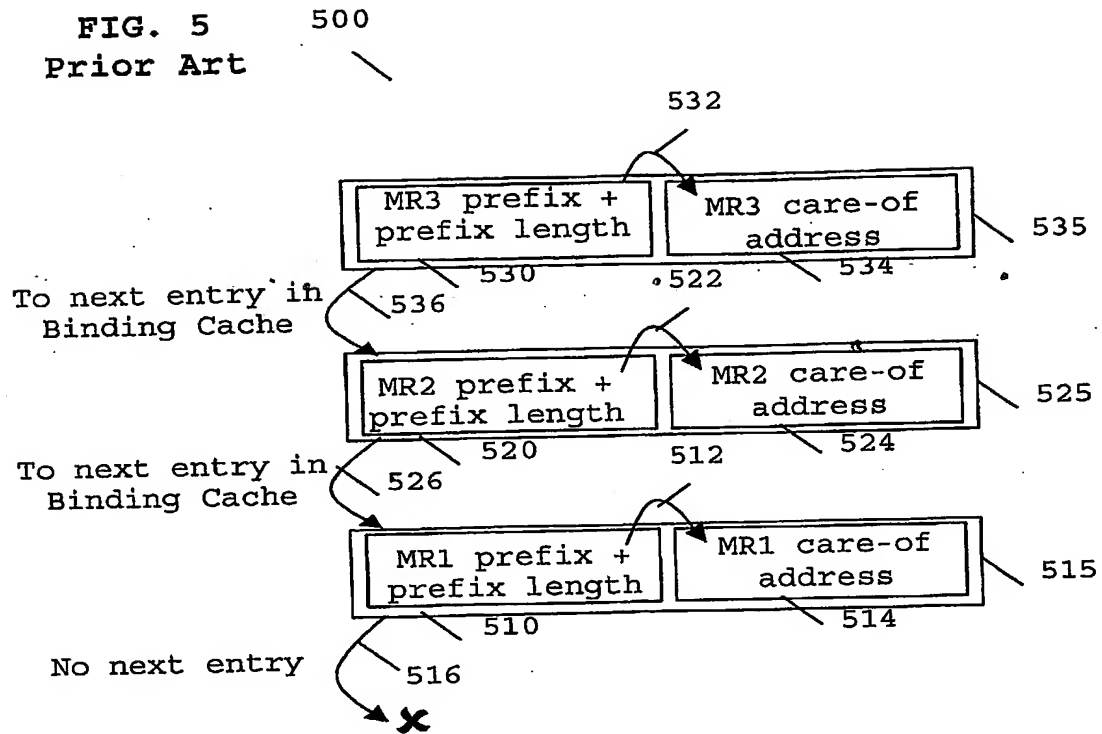 FIG. 5
500
Prior Art
532
MR3 prefix +
prefix length
MR3 care-of
address
535
530
522
534
To next entry in
Binding Cache
536
MR2 prefix +
prefix length
MR2 care-of
address
525
520
512
524
To next entry in
Binding Cache
526
MR1 prefix +
prefix length
MR1 care-of
address
515
510
514
No next entry
516
x